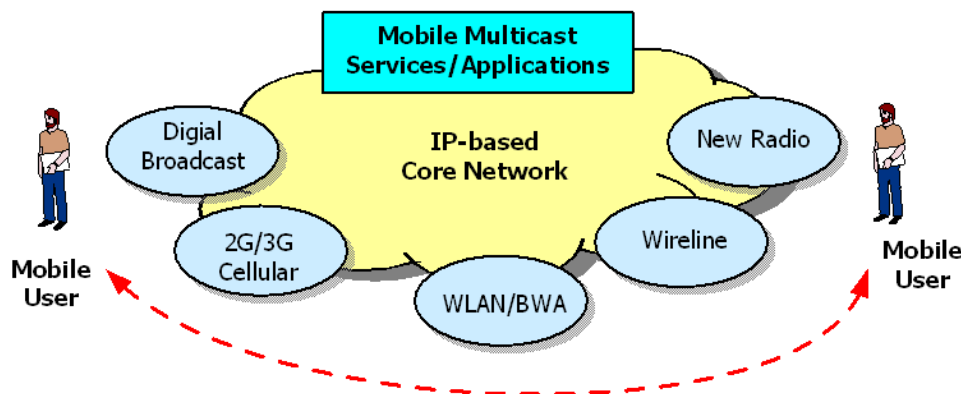 Mobile Multicast
Services/Applications
Digial
Broadcast
IP-based
Core Network
New Radio
2G/3G
Cellular
Wireline
WLAN/BWA
Mobile
User
Mobile
User